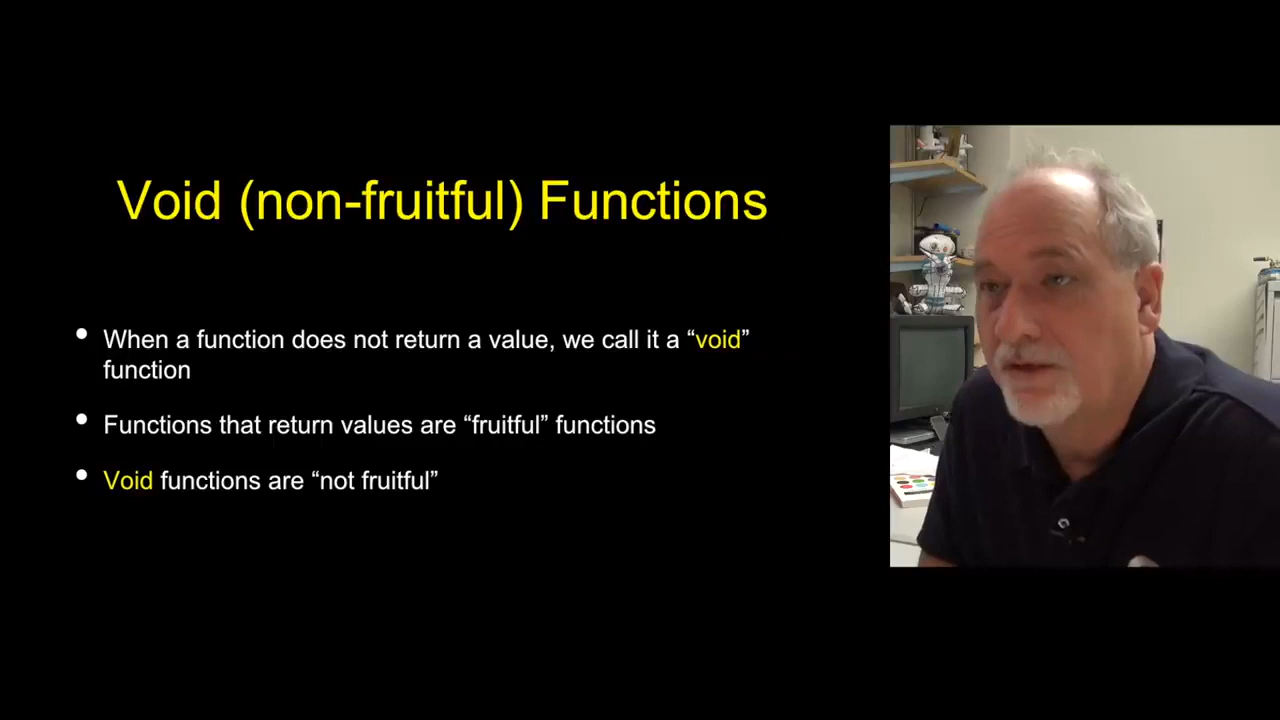 Void (non-fruitful) Functions
• When a function does not return a value, we call it a “void”
function
• Functions that return values are “fruitful” functions
• Void functions are “not fruitful”